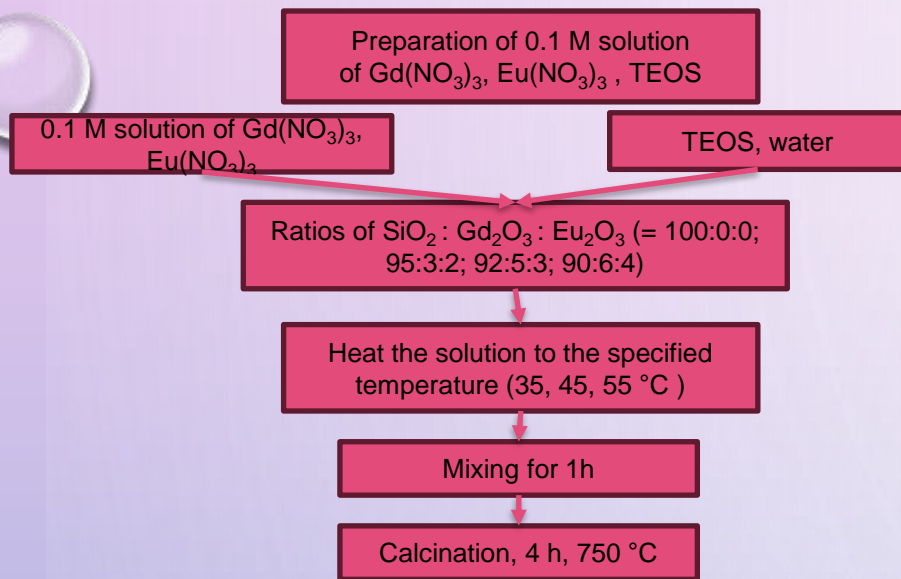 Preparation of 0.1 M solution
of Gd(NO₃)₃, Eu(NO₃)₃ , TEOS
0.1 M solution of Gd(NO₃)₃,
Eu(NO₃)₃
TEOS, water
Ratios of SiO₂ : Gd₂O₃ : Eu₂O₃ (= 100:0:0;
95:3:2; 92:5:3; 90:6:4)
Heat the solution to the specified
temperature (35, 45, 55 °C )
Mixing for 1h
Calcination, 4 h, 750 °C